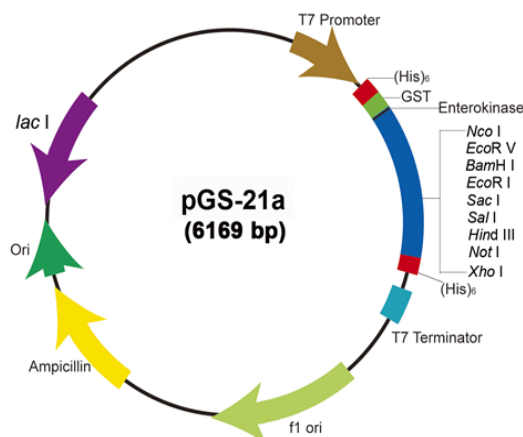 T7 Promoter
(His)₆
GST
Enterokinase
Nco I
EcoR V
BamH I
EcoR I
Sac I
Sal I
Hind III
Not I
Xho I
(His)₆
T7 Terminator
f1 ori
Ampicillin
Ori
lac I
pGS-21a
(6169 bp)